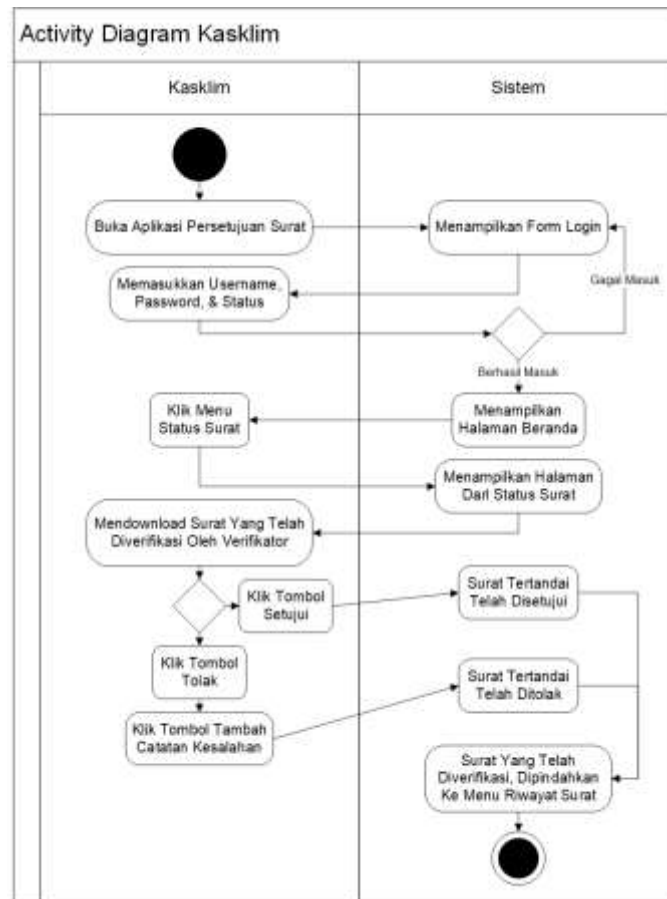 Activity Diagram Kasklim
Kasklim
Sistem
Buka Aplikasi Persetujuan Surat
Menampilkan Form Login
Memasukkan Username,
Password, & Status
Gagal Masuk
Berhasil Masuk
Klik Menu
Status Surat
Menampilkan
Halaman Beranda
Menampilkan Halaman
Dari Status Surat
Mendownload Surat Yang Telah
Diverifikasi Oleh Verifikator
Klik Tombol
Setujui
Surat Tertandai
Telah Disetujui
Klik Tombol
Tolak
Surat Tertandai
Telah Ditolak
Klik Tombol Tambah
Catatan Kesalahan
Surat Yang Telah
Diverifikasi, Dipindahkan
Ke Menu Riwayat Surat